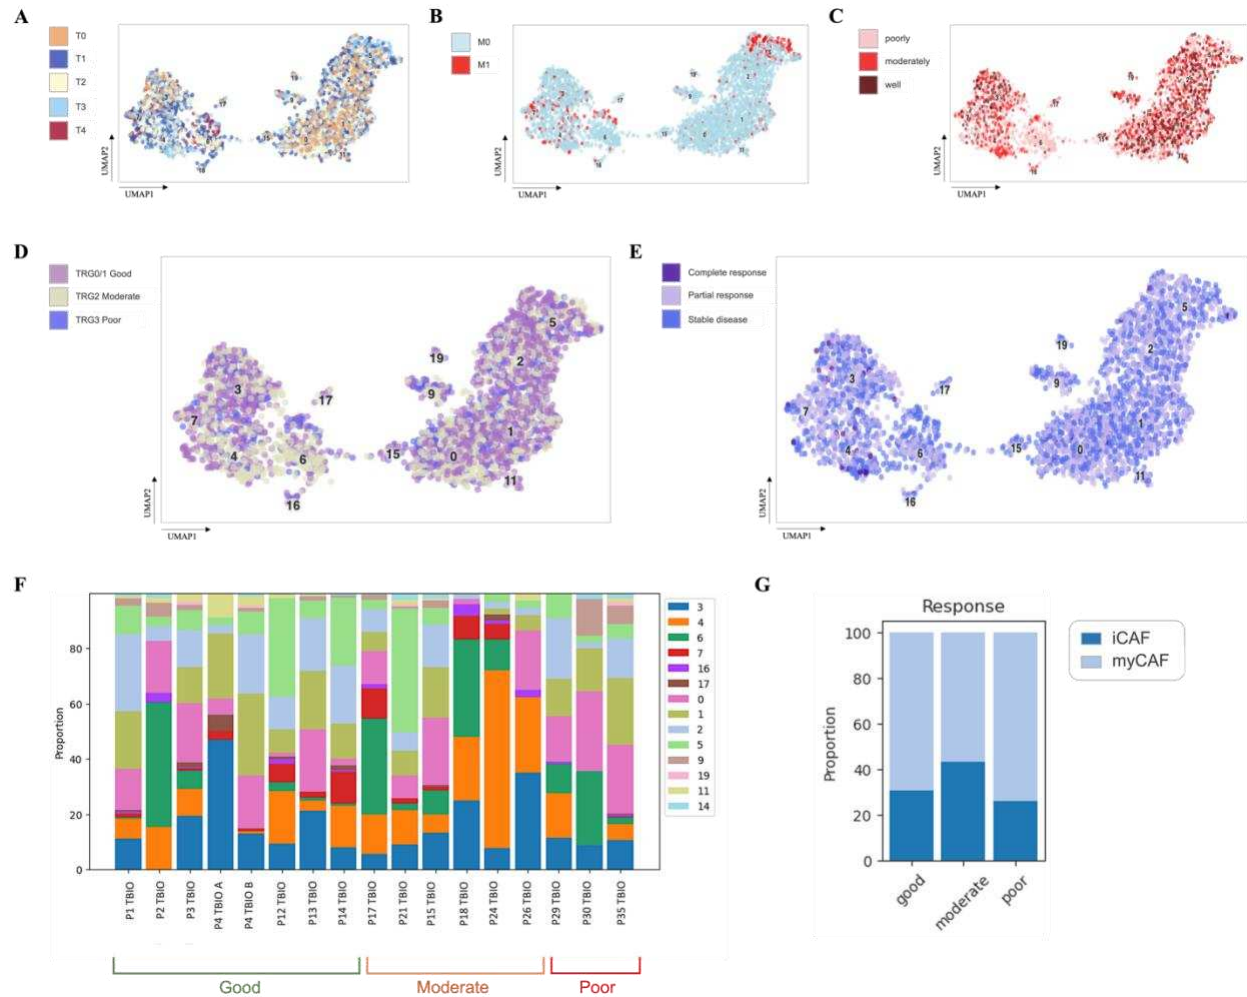 A
T0
T1
T2
T3
T4
UMAP2
UMAP1
17
16
B
M0
M1
UMAP2
UMAP1
C
poorly
moderately
well
UMAP2
UMAP1
D
TRG0/1 Good
TRG2 Moderate
TRG3 Poor
5
2
19
9
3
17
7
1
4
6
15
0
11
16
UMAP2
UMAP1
E
Complete response
Partial response
Stable disease
5
19
2
3
9
17
7
1
4
6
15
0
11
16
UMAP2
UMAP1
F
Proportion
80
60
40
20
0
3
4
6
7
16
17
0
1
2
5
9
19
11
14
P1 TBIO
P2 TBIO
P3 TBIO
P4 TBIO A
P4 TBIO B
P12 TBIO
P13 TBIO
P14 TBIO
P17 TBIO
P21 TBIO
P15 TBIO
P18 TBIO
P24 TBIO
P26 TBIO
P29 TBIO
P30 TBIO
P35 TBIO
Good
Moderate
Poor
G
Response
Proportion
100
80
60
40
20
0
good
moderate
poor
iCAF
myCAF